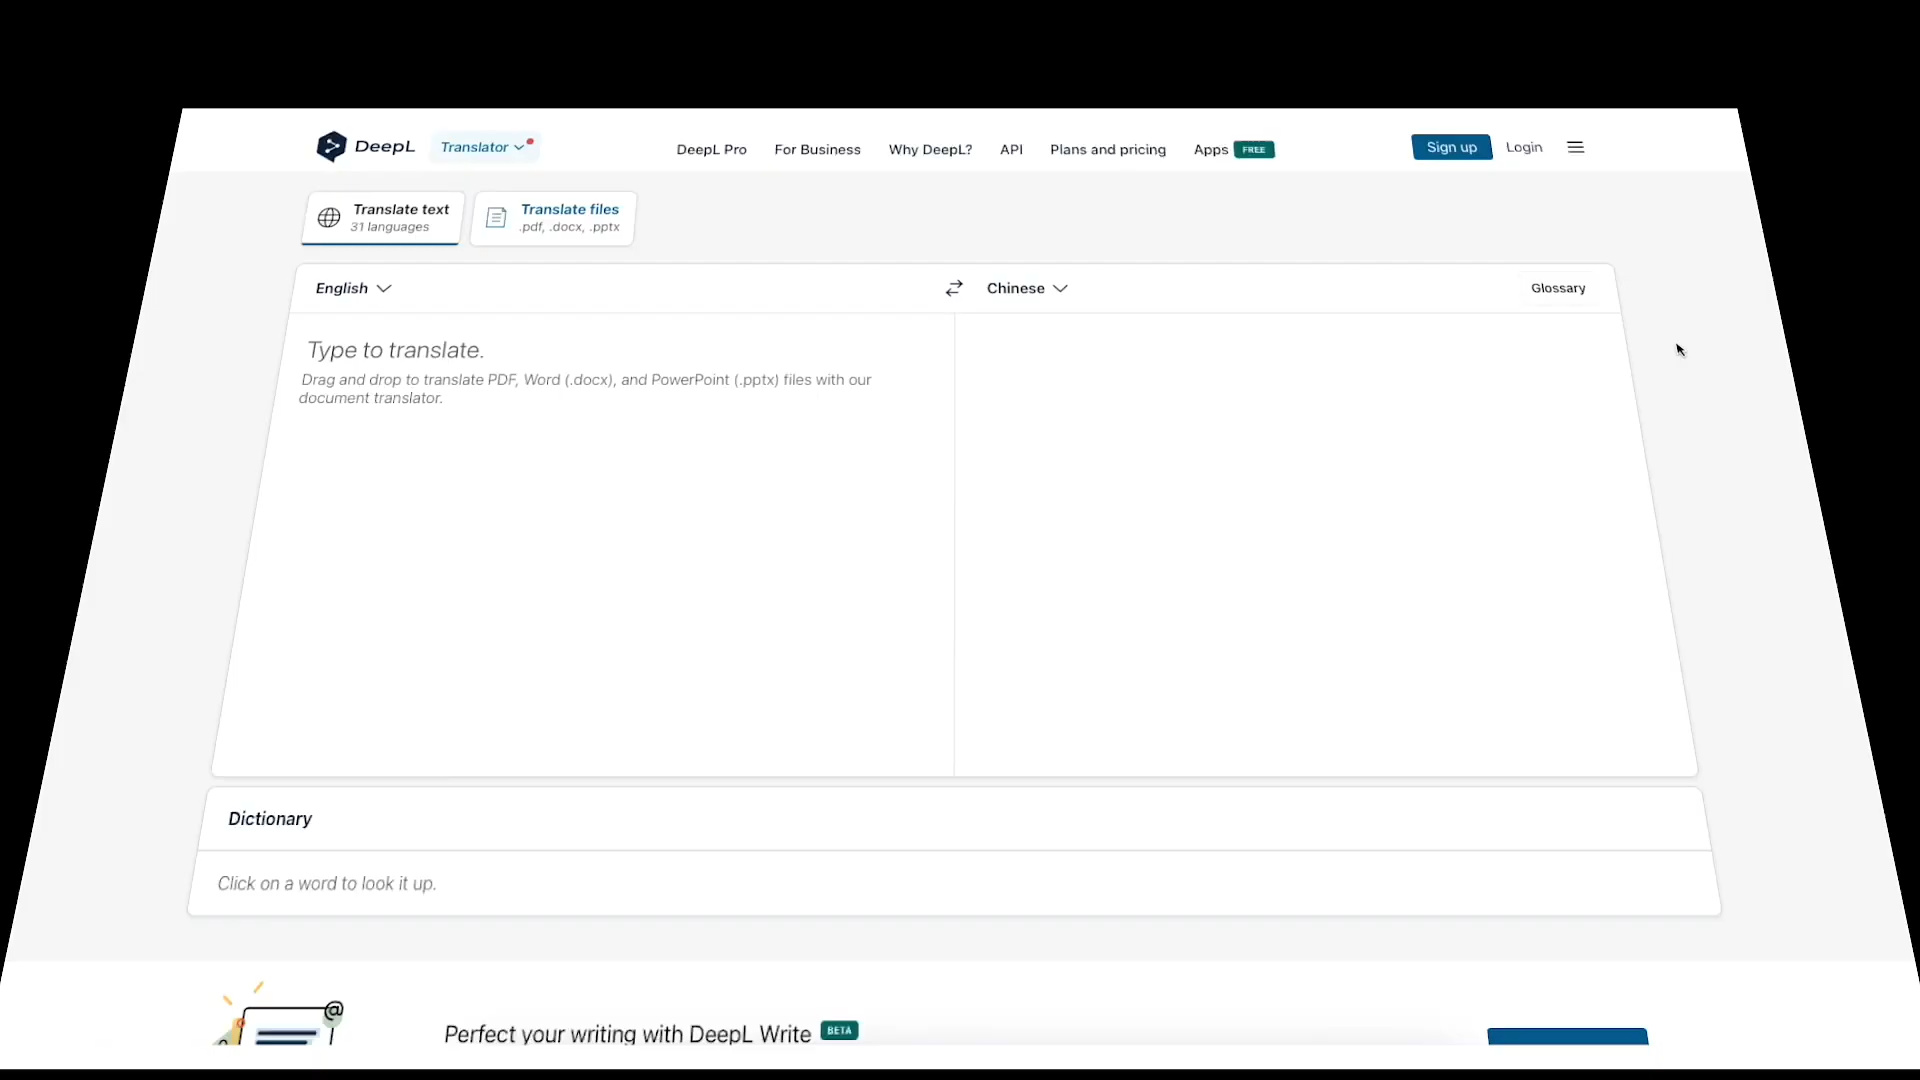 DeepL Translator DeepL Pro For Business Why DeepL? API Plans and pricing Apps FREE Sign up Login
Translate text Translate files
31 languages .pdf, .docx, .pptx
English Chinese Glossary
Type to translate.
Drag and drop to translate PDF, Word (.docx), and PowerPoint (.pptx) files with our
document translator.
Dictionary
Click on a word to look it up.
@
Perfect your writing with DeepL Write BETA